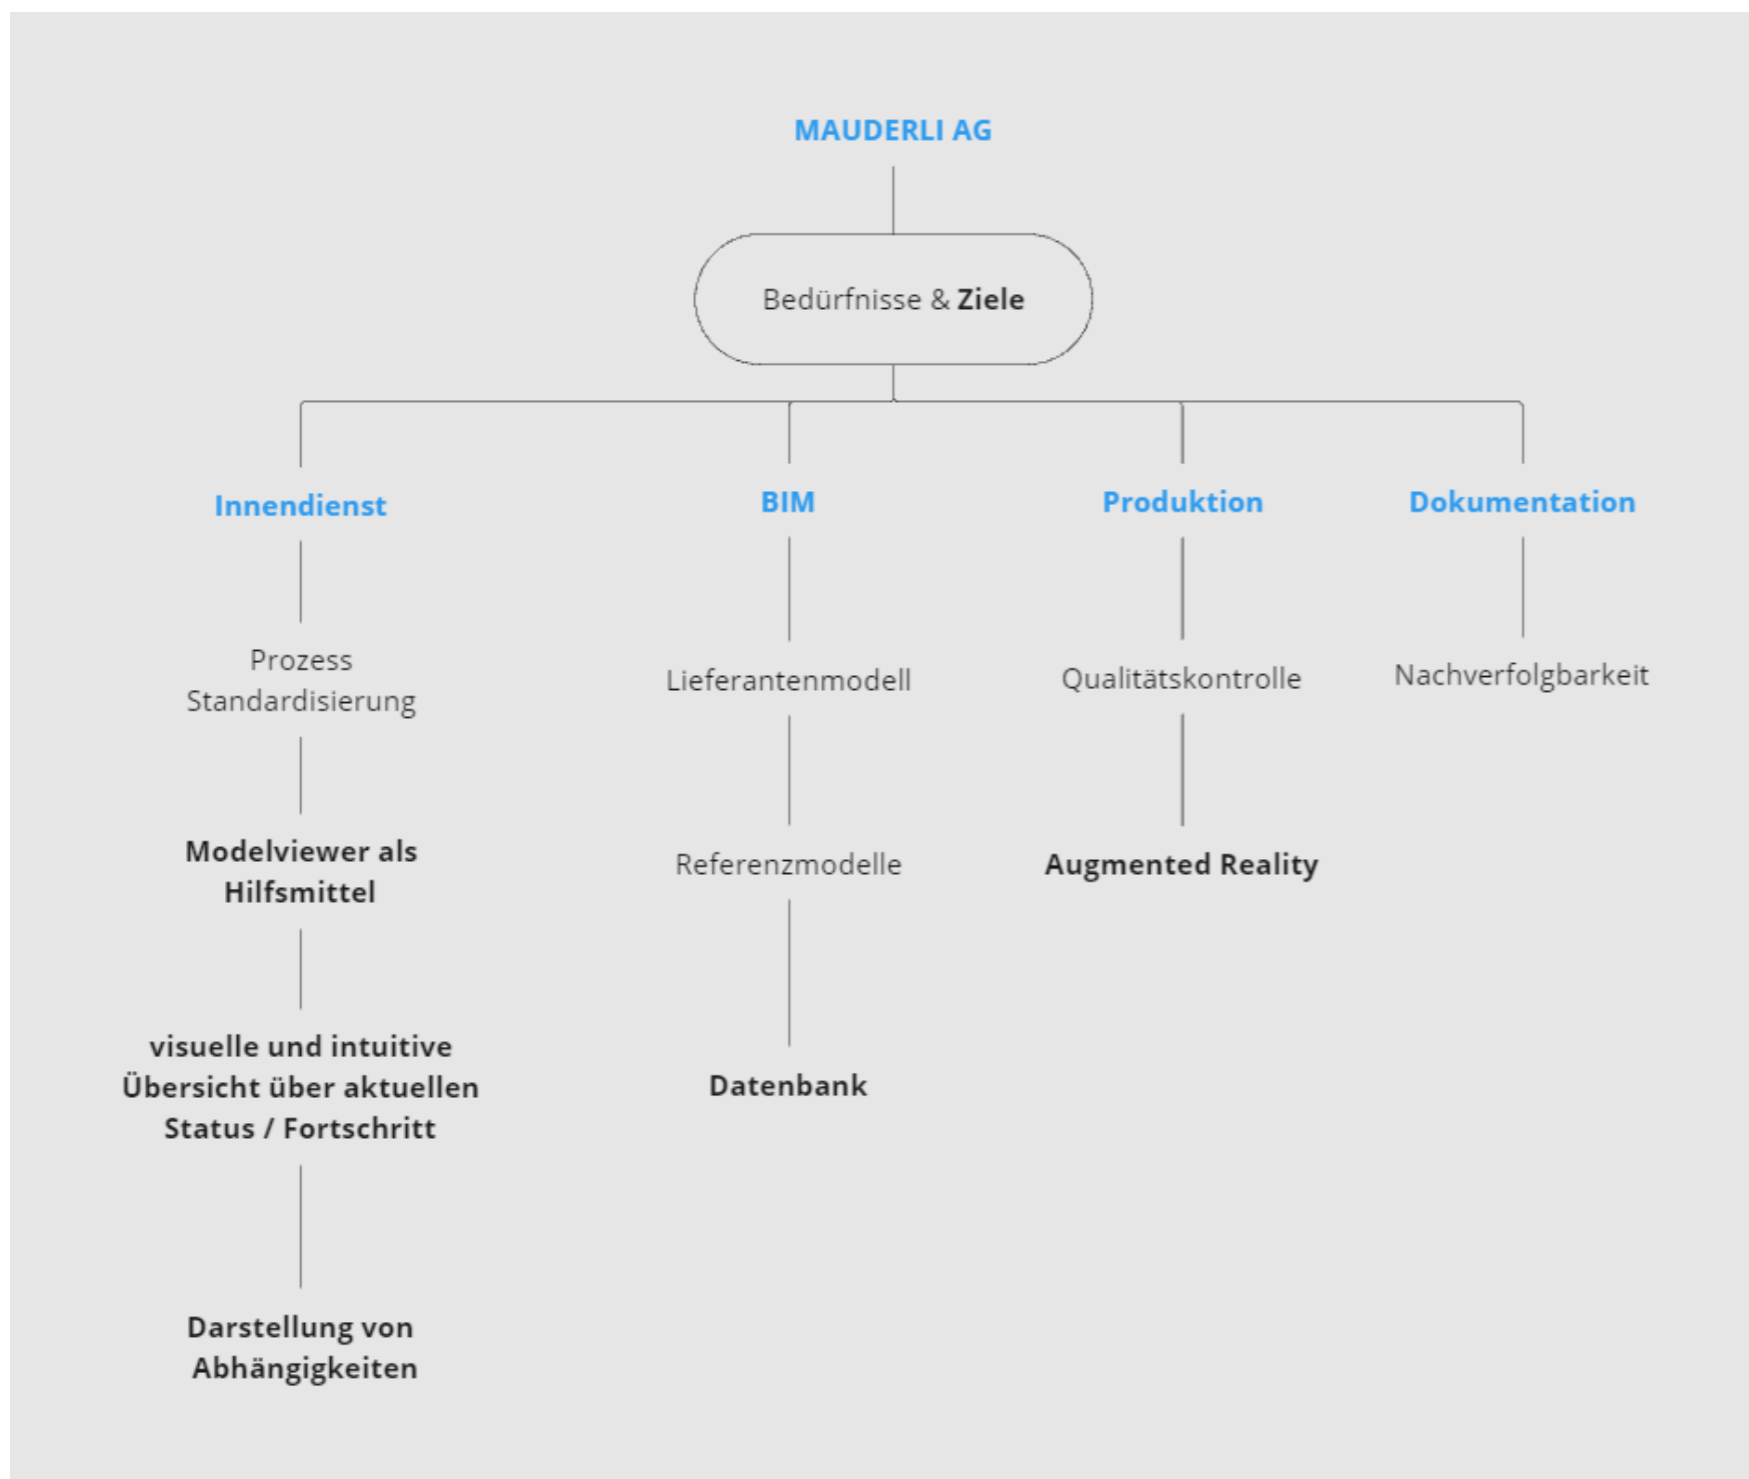 MAUDERLI AG
Bedürfnisse & Ziele
Innendienst
BIM
Produktion
Dokumentation
Prozess
Standardisierung
Lieferantenmodell
Qualitätskontrolle
Nachverfolgbarkeit
Modelviewer als
Hilfsmittel
Referenzmodelle
Augmented Reality
visuelle und intuitive
Übersicht über aktuellen
Status / Fortschritt
Datenbank
Darstellung von
Abhängigkeiten